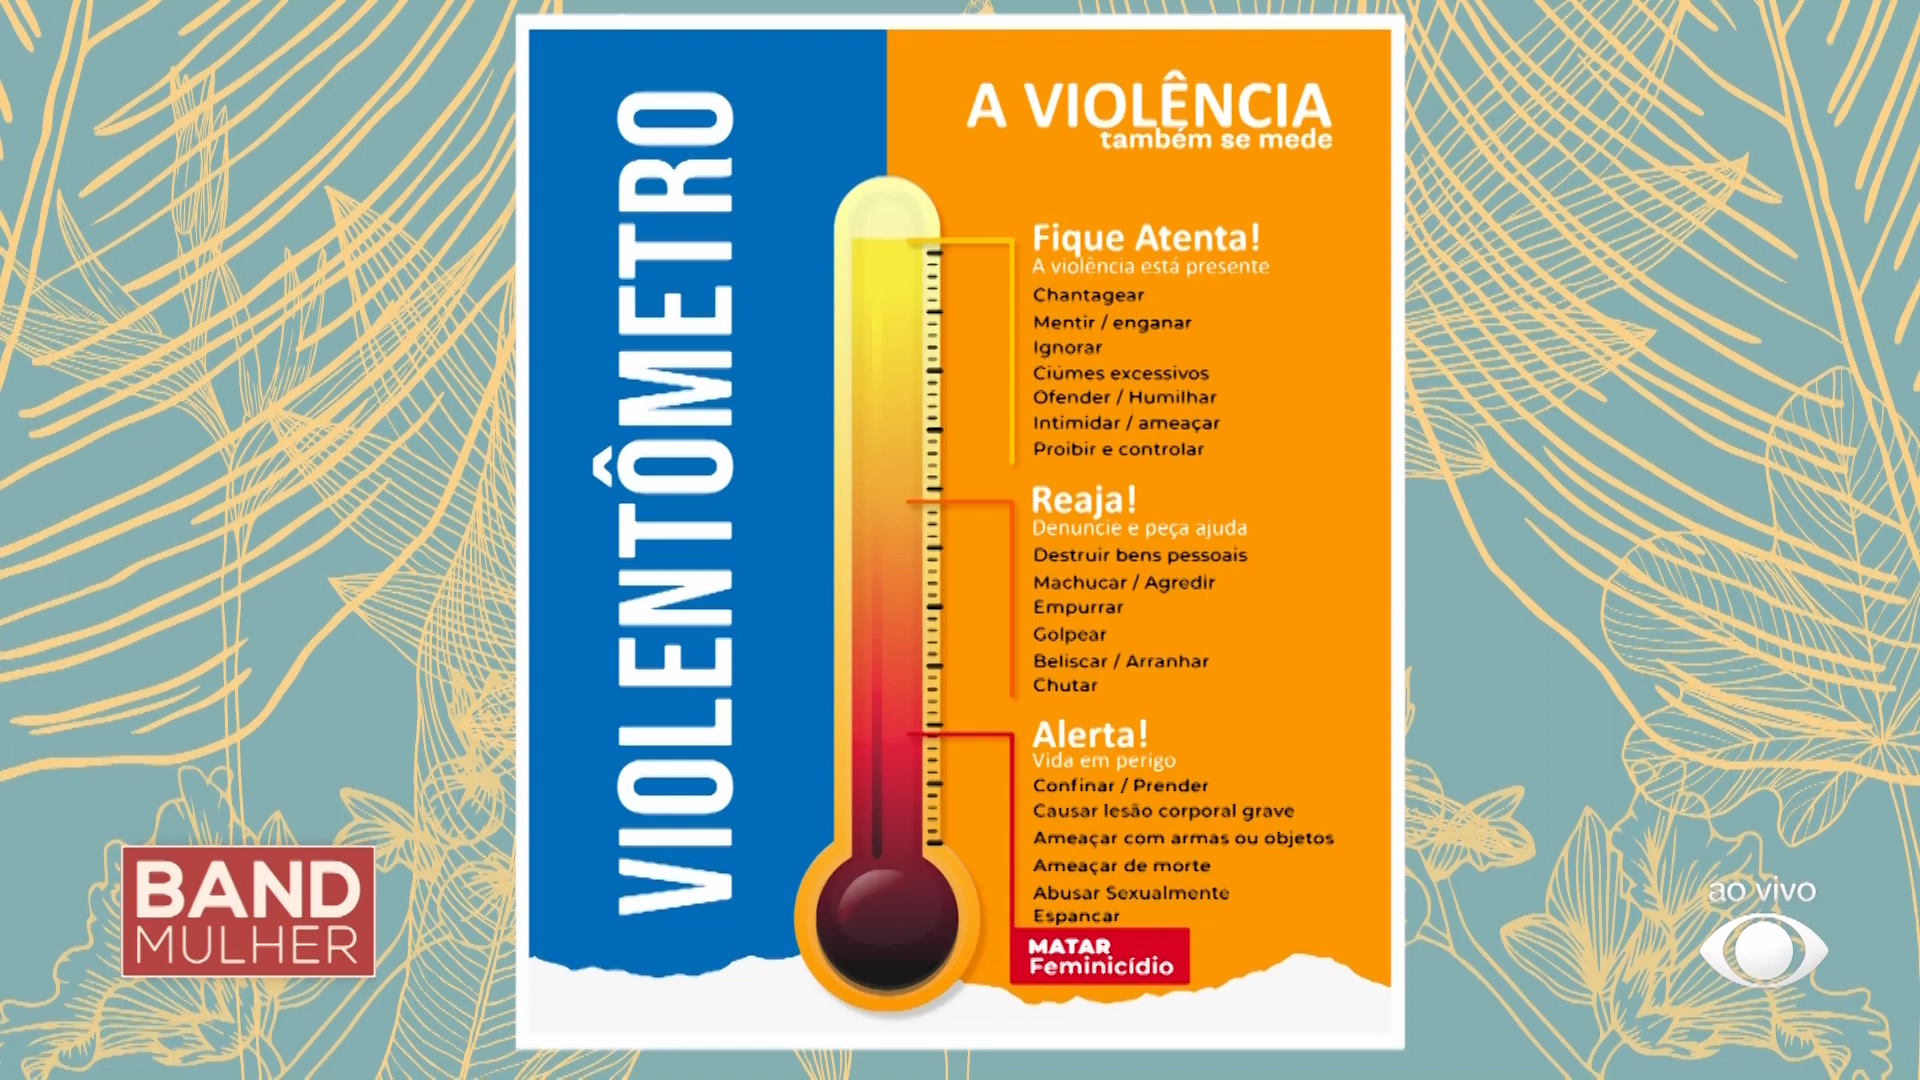 VIOLENTÔMETRO
A VIOLÊNCIA
também se mede
Fique Atenta!
A violência está presente
Chantagear
Mentir / enganar
Ignorar
Ciúmes excessivos
Ofender / Humilhar
Intimidar / ameaçar
Proibir e controlar
Reaja!
Denuncie e peça ajuda
Destruir bens pessoais
Machucar / Agredir
Empurrar
Golpear
Beliscar / Arranhar
Chutar
Alerta!
Vida em perigo
Confinar / Prender
Causar lesão corporal grave
Ameaçar com armas ou objetos
Ameaçar de morte
Abusar Sexualmente
Espancar
MATAR
Feminicídio
BAND
MULHER
ao vivo